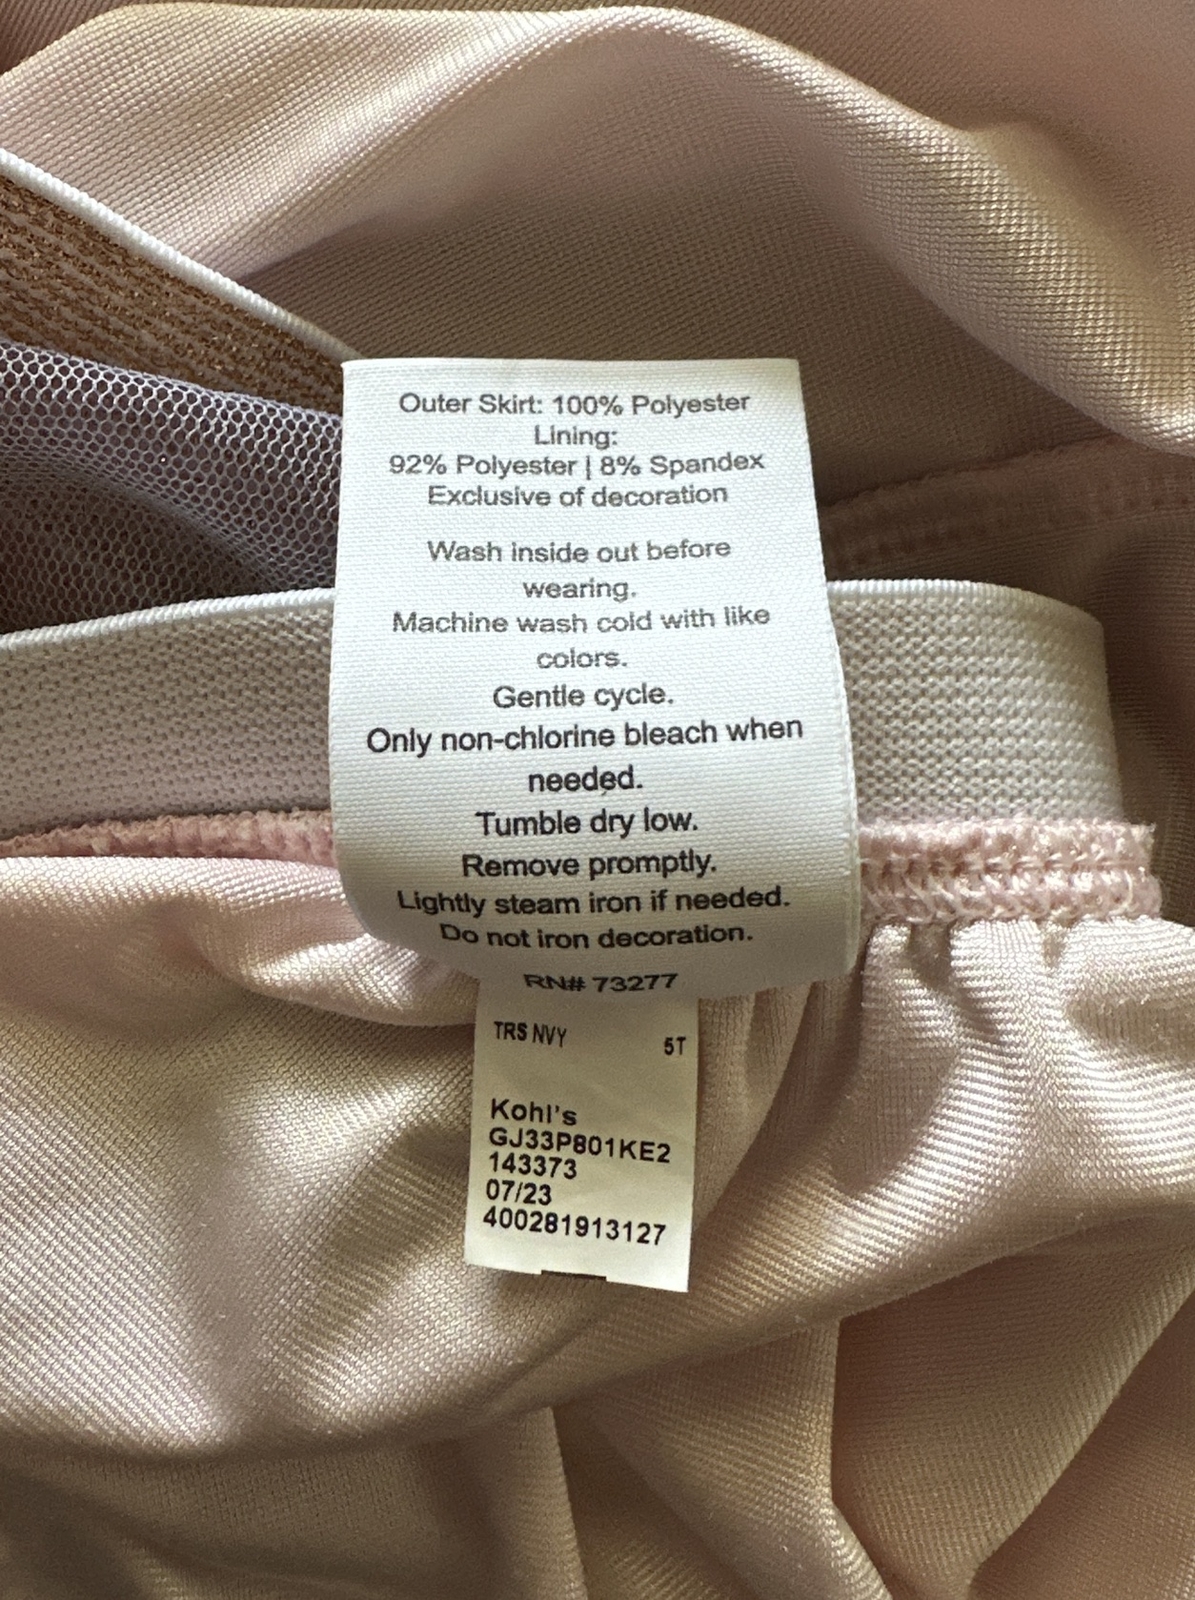 Outer Skirt: 100% Polyester
Lining:
92% Polyester | 8% Spandex
Exclusive of decoration
Wash inside out before
wearing.
Machine wash cold with like
colors.
Gentle cycle.
Only non-chlorine bleach when
needed.
Tumble dry low.
Remove promptly.
Lightly steam iron if needed.
Do not iron decoration.
RN# 73277
TRS NVY 5T
Kohl's
GJ33P801KE2
143373
07/23
400281913127